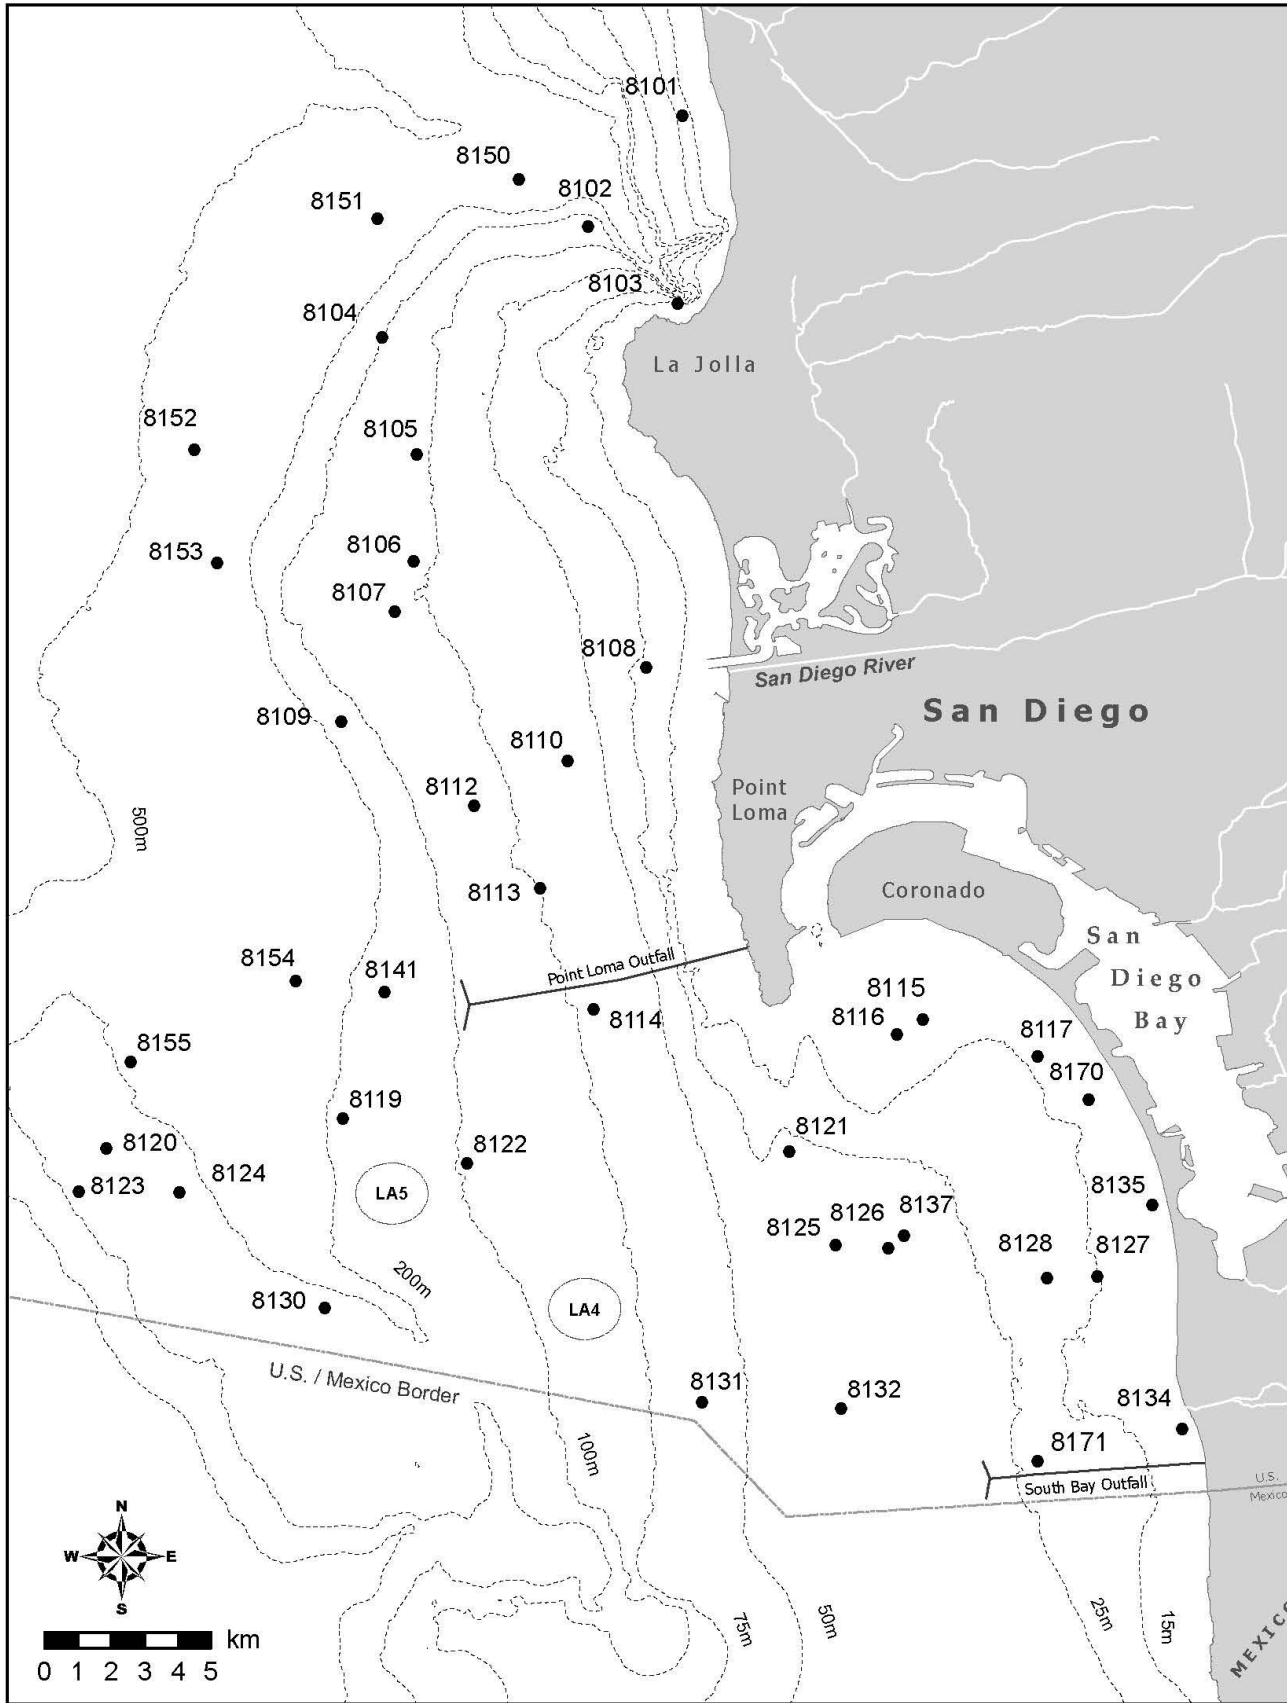 8101
8150
8102
8151
8103
8104
La Jolla
8152
8105
8106
8153
8107
8108
San Diego River
8109
San Diego
8110
Point
Loma
8112
500m
8113
Coronado
San
Diego
Bay
Point Loma Outfall
8154
8141
8114
8115
8116
8117
8155
8170
8119
8120
8122
8121
8123
8124
LA5
8135
8125
8126
8137
8128
8127
200m
8130
LA4
U.S. / Mexico Border
8131
8132
8134
100m
8171
South Bay Outfall
U.S.
Mexico
N
W
E
S
75m
50m
25m
15m
MEXICO
km
0 1 2 3 4 5